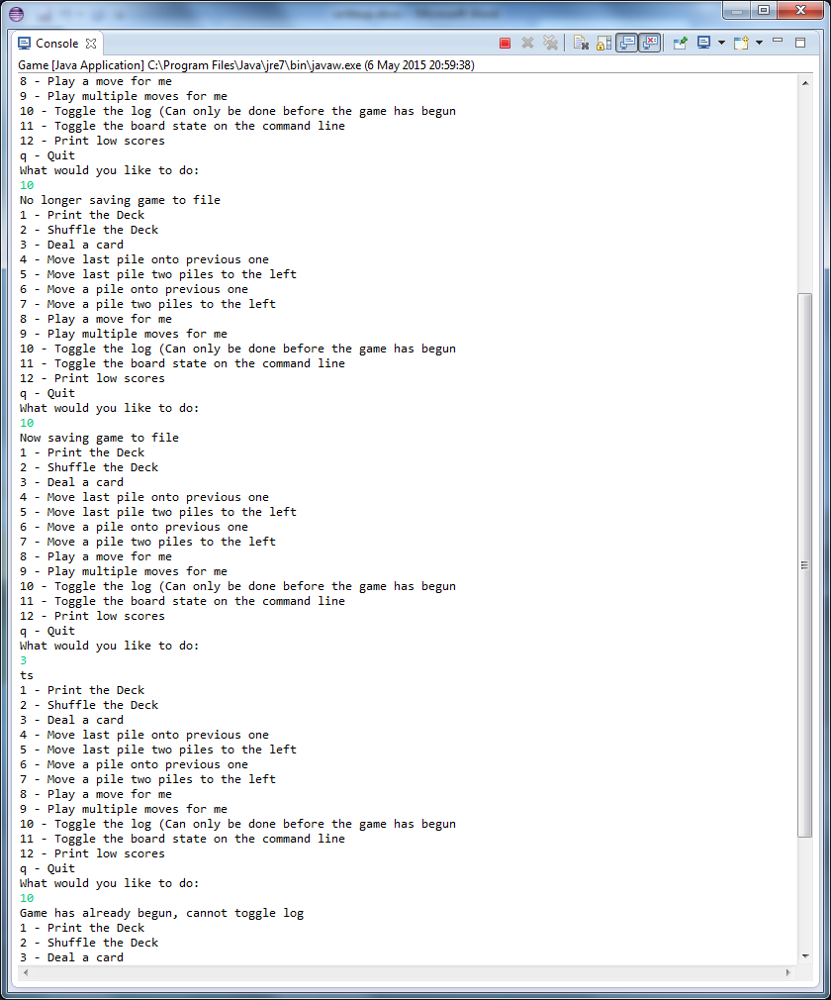 Console
Game [Java Application] C:\Program Files\Java\jre7\bin\javaw.exe (6 May 2015 20:59:38)
8 - Play a move for me
9 - Play multiple moves for me
10 - Toggle the log (Can only be done before the game has begun
11 - Toggle the board state on the command line
12 - Print low scores
q - Quit
What would you like to do:
10
No longer saving game to file
1 - Print the Deck
2 - Shuffle the Deck
3 - Deal a card
4 - Move last pile onto previous one
5 - Move last pile two piles to the left
6 - Move a pile onto previous one
7 - Move a pile two piles to the left
8 - Play a move for me
9 - Play multiple moves for me
10 - Toggle the log (Can only be done before the game has begun
11 - Toggle the board state on the command line
12 - Print low scores
q - Quit
What would you like to do:
10
Now saving game to file
1 - Print the Deck
2 - Shuffle the Deck
3 - Deal a card
4 - Move last pile onto previous one
5 - Move last pile two piles to the left
6 - Move a pile onto previous one
7 - Move a pile two piles to the left
8 - Play a move for me
9 - Play multiple moves for me
10 - Toggle the log (Can only be done before the game has begun
11 - Toggle the board state on the command line
12 - Print low scores
q - Quit
What would you like to do:
3
ts
1 - Print the Deck
2 - Shuffle the Deck
3 - Deal a card
4 - Move last pile onto previous one
5 - Move last pile two piles to the left
6 - Move a pile onto previous one
7 - Move a pile two piles to the left
8 - Play a move for me
9 - Play multiple moves for me
10 - Toggle the log (Can only be done before the game has begun
11 - Toggle the board state on the command line
12 - Print low scores
q - Quit
What would you like to do:
10
Game has already begun, cannot toggle log
1 - Print the Deck
2 - Shuffle the Deck
3 - Deal a card